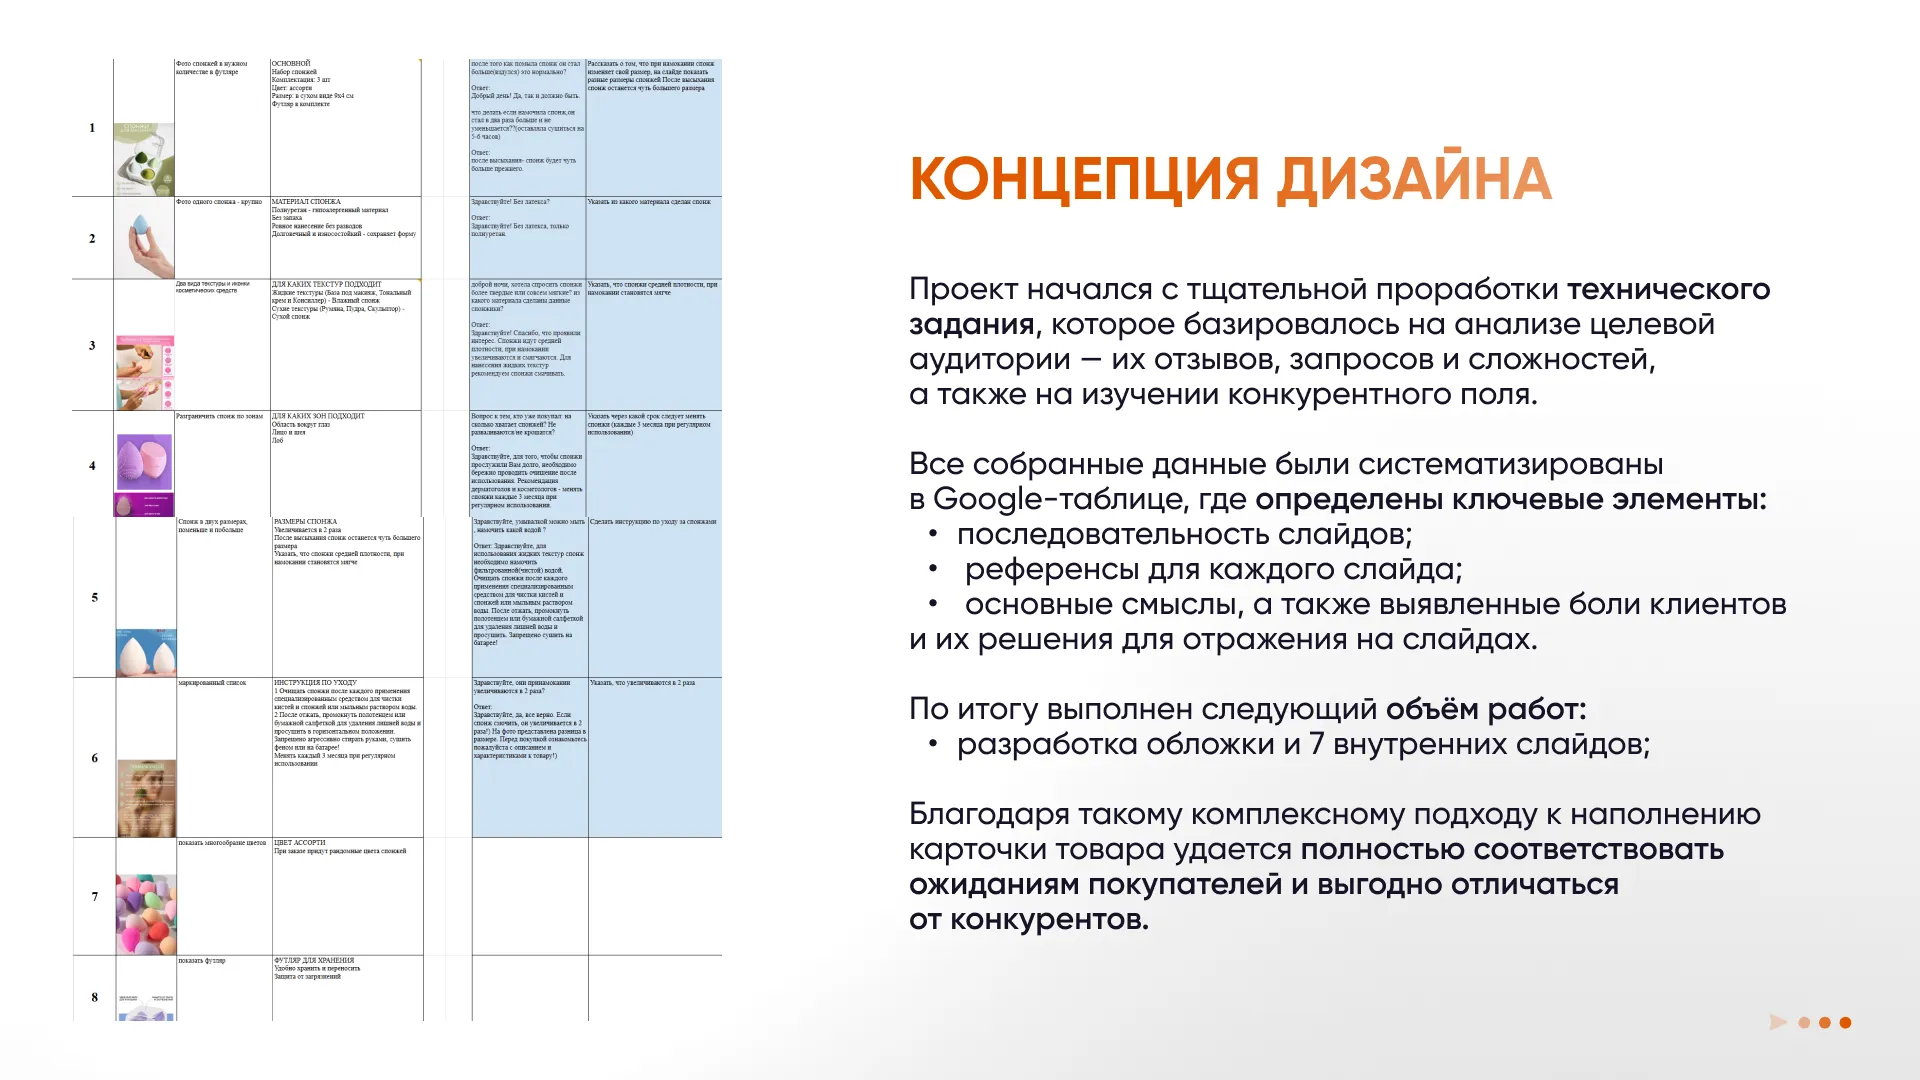 1
Фото спонжей в нужном
количестве в футляре
ОСНОВНОЙ
Набор спонжей
Комплектация: 3 шт
Цвет: ассорти
Размер: в сухом виде 9х4 см
Футляр в комплекте
после того как помыла спонж он стал
больше(вздулся) это нормально?
Ответ:
Добрый день! Да, так и должно быть.
что делать если намочила спонж,он
стал в два раза больше и не
уменьшается??(оставляла сушиться на
5-6 часов)
Ответ:
после высыхания- спонж будет чуть
больше прежнего.
Рассказать о том, что при намокании спонж
изменяет свой размер, на слайде показать
разные размеры спонжей После высыхания
спонж останется чуть большего размера
2
Фото одного спонжа - крупно
МАТЕРИАЛ СПОНЖА
Полиуретан - гипоаллергенный материал
Без запаха
Ровное нанесение без разводов
Долговечный и износостойкий - сохраняет форму
Здравствуйте! Без латекса?
Ответ:
Здравствуйте! Без латекса, только
полиуретан.
Указать из какого материала сделан спонж
3
Два вида текстуры и иконки
косметических средств
ДЛЯ КАКИХ ТЕКСТУР ПОДХОДИТ
Жидкие текстуры (База под макияж, Тональный
крем и Консиллер) - Влажный спонж
Сухие текстуры (Румяна, Пудра, Скульптор) -
Сухой спонж
доброй ночи, хотела спросить спонжи
более твердые или совсем мягкие? из
какого материала сделаны данные
спонжики?
Ответ:
Здравствуйте! Спасибо, что проявили
интерес. Спонжи идут средней
плотности, при намокании
увеличиваются и смягчаются. Для
нанесения жидких текстур
рекомендуем спонжи смачивать.
Указать, что спонжи средней плотности, при
намокании становятся мягче
4
Разграничить спонж по зонам
ДЛЯ КАКИХ ЗОН ПОДХОДИТ
Область вокруг глаз
Лицо и шея
Лоб
Вопрос к тем, кто уже покупал: на
сколько хватает спонжей? Не
разваливаются/не крошатся?
Ответ:
Здравствуйте, для того, чтобы спонжи
прослужили Вам долго, необходимо
бережно проводить очищение после
использования. Рекомендация
дерматологов и косметологов - менять
спонжи каждые 3 месяца при
регулярном использовании.
Указать через какой срок следует менять
спонжи (каждые 3 месяца при регулярном
использовании)
5
Спонж в двух размерах,
поменьше и побольше
РАЗМЕРЫ СПОНЖА
Увеличивается в 2 раза
После высыхания спонж останется чуть большего
размера
Указать, что спонжи средней плотности, при
намокании становятся мягче
Здравствуйте, умывалкой можно мыть
, намочить какой водой ?
Ответ: Здравствуйте, для
использования жидких текстур спонж
необходимо намочить
фильтрованной(чистой) водой.
Очищать спонжи после каждого
применения специализированным
средством для чистки кистей и
спонжей или мыльным раствором
воды. После отжать, промокнуть
полотенцем или бумажной салфеткой
для удаления лишней воды и
просушить. Запрещено сушить на
батарее!
Сделать инструкцию по уходу за спонжами
6
маркированный список
ИНСТРУКЦИЯ ПО УХОДУ
1 Очищать спонжи после каждого применения
специализированным средством для чистки
кистей и спонжей или мыльным раствором воды.
2 После отжать, промокнуть полотенцем или
бумажной салфеткой для удаления лишней воды и
просушить в горизонтальном положении.
Запрещено агрессивно стирать руками, сушить
феном или на батарее!
Менять каждый 3 месяца при регулярном
использовании
Здравствуйте, они принамокании
увеличиваются в 2 раза?
Ответ:
Здравствуйте, да, все верно. Если
спонж смочить, он увеличивается в 2
раза!) На фото представлена разница в
размере. Перед покупкой ознакомьтесь
пожалуйста с описанием и
характеристиками к товару!)
Указать, что увеличиваются в 2 раза
7
показать многообразие цветов
ЦВЕТ АССОРТИ
При заказе придут рандомные цвета спонжей
8
показать футляр
ФУТЛЯР ДЛЯ ХРАНЕНИЯ
Удобно хранить и переносить
Защита от загрязнений
КОНЦЕПЦИЯ ДИЗАЙНА
Проект начался с тщательной проработки технического
задания, которое базировалось на анализе целевой
аудитории — их отзывов, запросов и сложностей,
а также на изучении конкурентного поля.
Все собранные данные были систематизированы
в Google-таблице, где определены ключевые элементы:
• последовательность слайдов;
• референсы для каждого слайда;
• основные смыслы, а также выявленные боли клиентов
и их решения для отражения на слайдах.
По итогу выполнен следующий объём работ:
• разработка обложки и 7 внутренних слайдов;
Благодаря такому комплексному подходу к наполнению
карточки товара удается полностью соответствовать
ожиданиям покупателей и выгодно отличаться
от конкурентов.